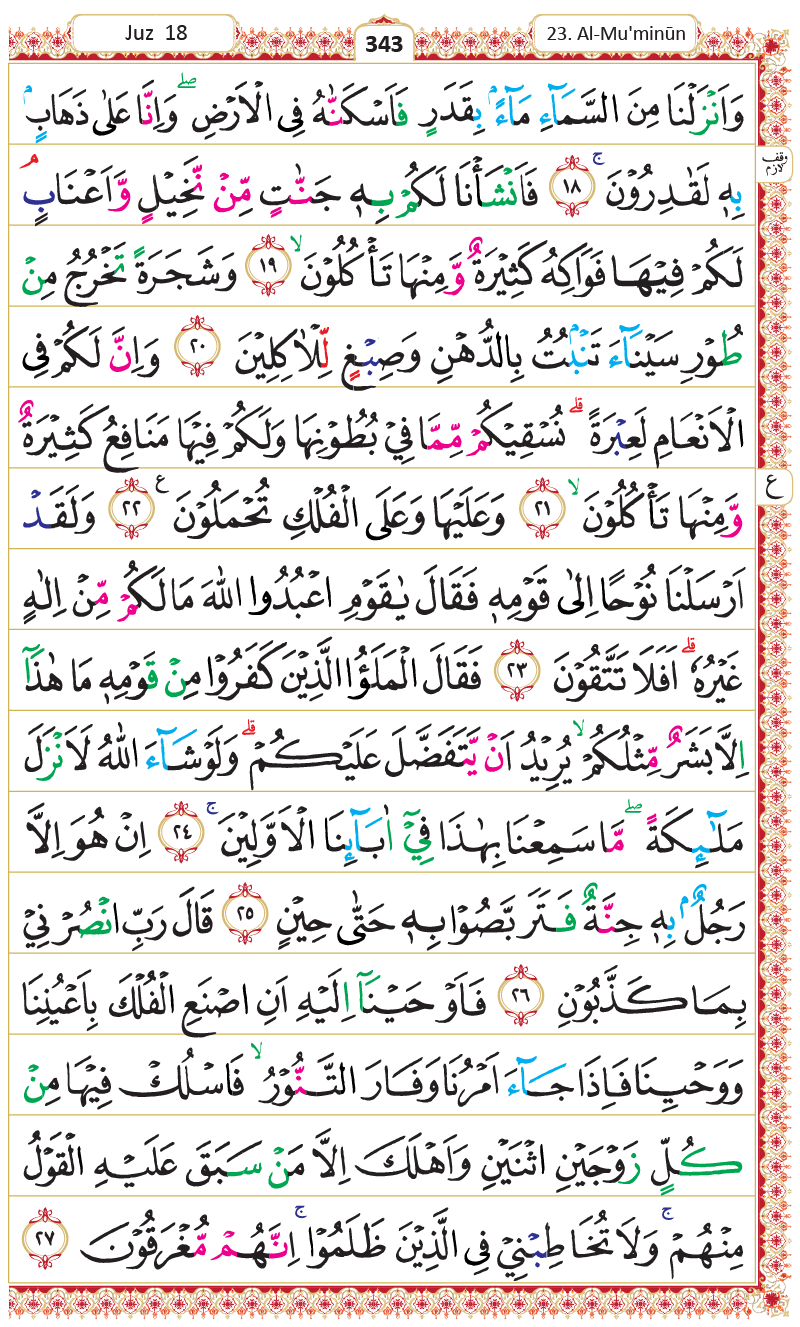 Juz 18
343
23. Al-Mu'minūn
وَاَنْزَلْنَا مِنَ السَّمَآءِ مَآءًۢ بِقَدَرٍ فَاَسْكَنّٰهُ فِى الْاَرْضِ ۖ وَاِنَّا عَلٰى ذَهَابٍۢ
وقف لازم
بِهٖ لَقٰدِرُوْنَ ۚ ١٨ فَاَنْشَأْنَا لَكُمْ بِهٖ جَنّٰتٍ مِّنْ نَّخِيْلٍ وَّاَعْنَابٍ ۘ
لَكُمْ فِيْهَا فَوَاكِهُ كَثِيْرَةٌ وَّمِنْهَا تَأْكُلُوْنَ ۙ ١٩ وَشَجَرَةً تَخْرُجُ مِنْ
طُوْرِ سَيْنَآءَ تَنْۢبُتُ بِالدُّهْنِ وَصِبْغٍ لِّلْاٰكِلِيْنَ ٢٠ وَاِنَّ لَكُمْ فِى
الْاَنْعَامِ لَعِبْرَةً ۗ نُسْقِيْكُمْ مِّمَّا فِيْ بُطُوْنِهَا وَلَكُمْ فِيْهَا مَنَافِعُ كَثِيْرَةٌ
ع
وَّمِنْهَا تَأْكُلُوْنَ ۙ ٢١ وَعَلَيْهَا وَعَلَى الْفُلْكِ تُحْمَلُوْنَ ع ٢٢ وَلَقَدْ
اَرْسَلْنَا نُوْحًا اِلٰى قَوْمِهٖ فَقَالَ يٰقَوْمِ اعْبُدُوا اللّٰهَ مَا لَكُمْ مِّنْ اِلٰهٍ
غَيْرُهٗ ۗ اَفَلَا تَتَّقُوْنَ ٢٣ فَقَالَ الْمَلَؤُا الَّذِيْنَ كَفَرُوْا مِنْ قَوْمِهٖ مَا هٰذَآ
اِلَّا بَشَرٌ مِّثْلُكُمْ ۙ يُرِيْدُ اَنْ يَّتَفَضَّلَ عَلَيْكُمْ ۗ وَلَوْ شَآءَ اللّٰهُ لَاَنْزَلَ
مَلٰٓئِكَةً ۖ مَّا سَمِعْنَا بِهٰذَا فِيْٓ اٰبَآئِنَا الْاَوَّلِيْنَ ۚ ٢٤ اِنْ هُوَ اِلَّا
رَجُلٌۢ بِهٖ جِنَّةٌ فَتَرَبَّصُوْا بِهٖ حَتّٰى حِيْنٍ ٢٥ قَالَ رَبِّ انْصُرْنِيْ
بِمَا كَذَّبُوْنِ ٢٦ فَاَوْحَيْنَآ اِلَيْهِ اَنِ اصْنَعِ الْفُلْكَ بِاَعْيُنِنَا
وَوَحْيِنَا فَاِذَا جَآءَ اَمْرُنَا وَفَارَ التَّنُّوْرُ ۙ فَاسْلُكْ فِيْهَا مِنْ
كُلٍّ زَوْجَيْنِ اثْنَيْنِ وَاَهْلَكَ اِلَّا مَنْ سَبَقَ عَلَيْهِ الْقَوْلُ
مِنْهُمْ ۚ وَلَا تُخَاطِبْنِيْ فِى الَّذِيْنَ ظَلَمُوْا ۚ اِنَّهُمْ مُّغْرَقُوْنَ ٢٧